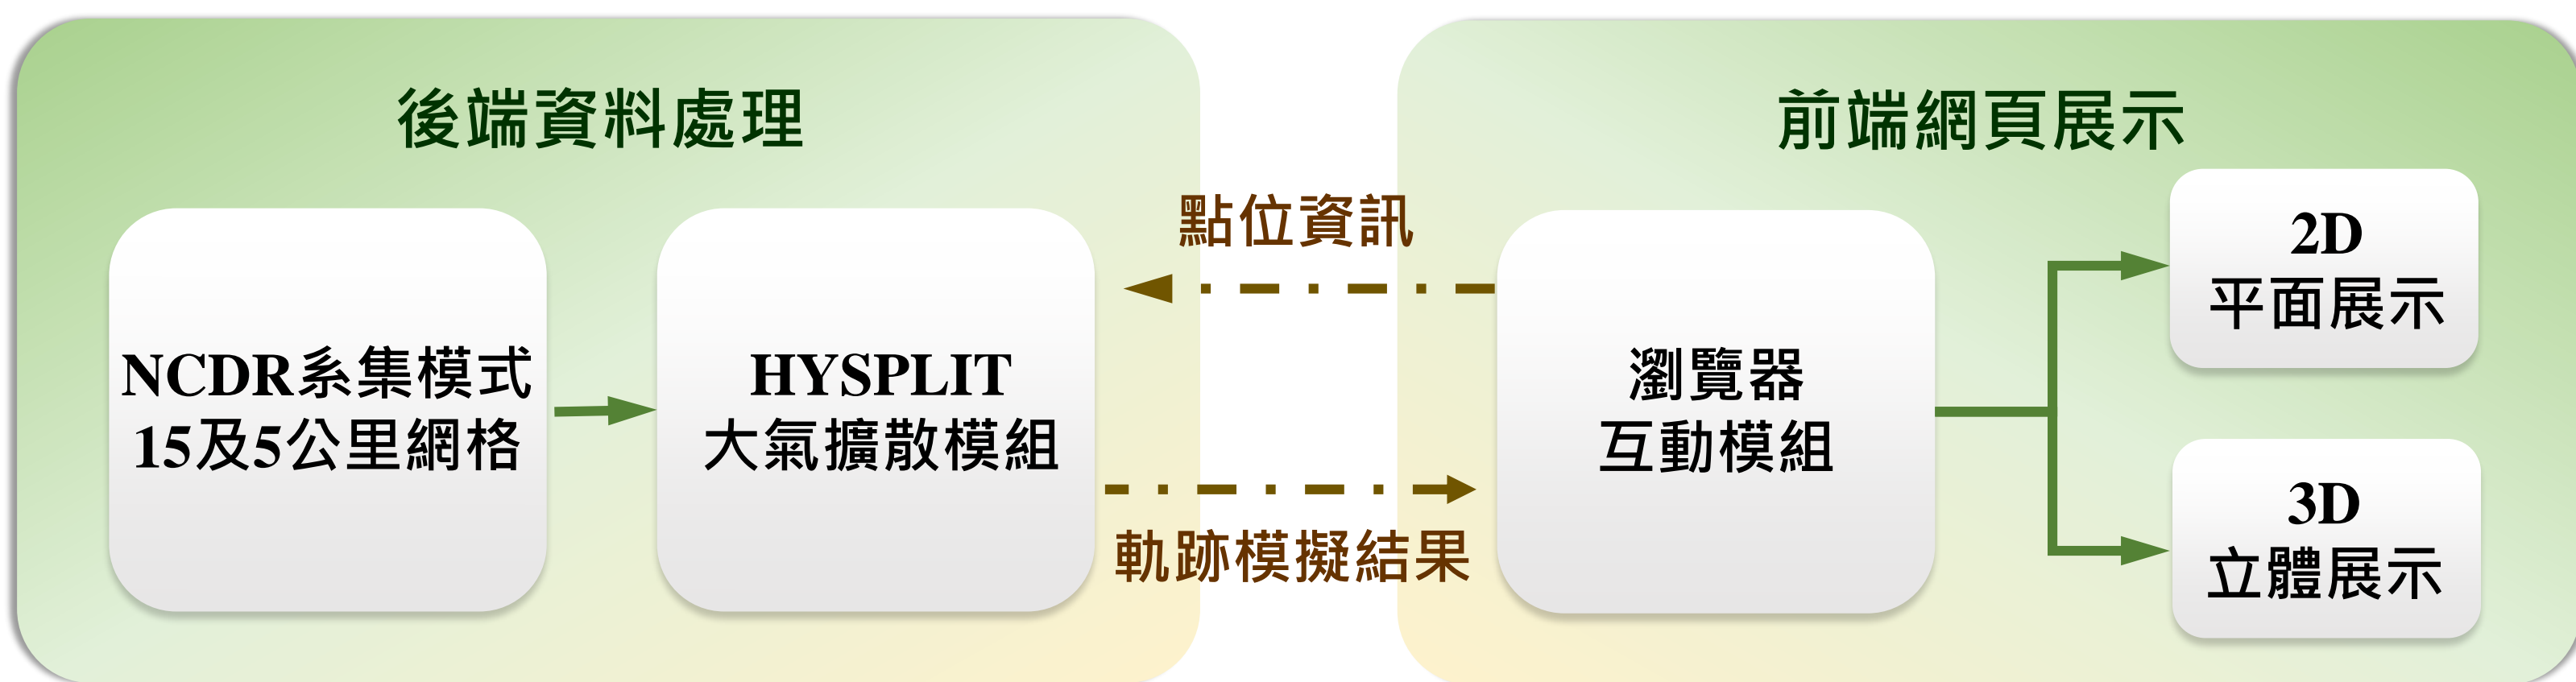 後端資料處理
NCDR系集模式
15及5公里網格
HYSPLIT
大氣擴散模組
點位資訊
軌跡模擬結果
前端網頁展示
瀏覽器
互動模組
2D
平面展示
3D
立體展示